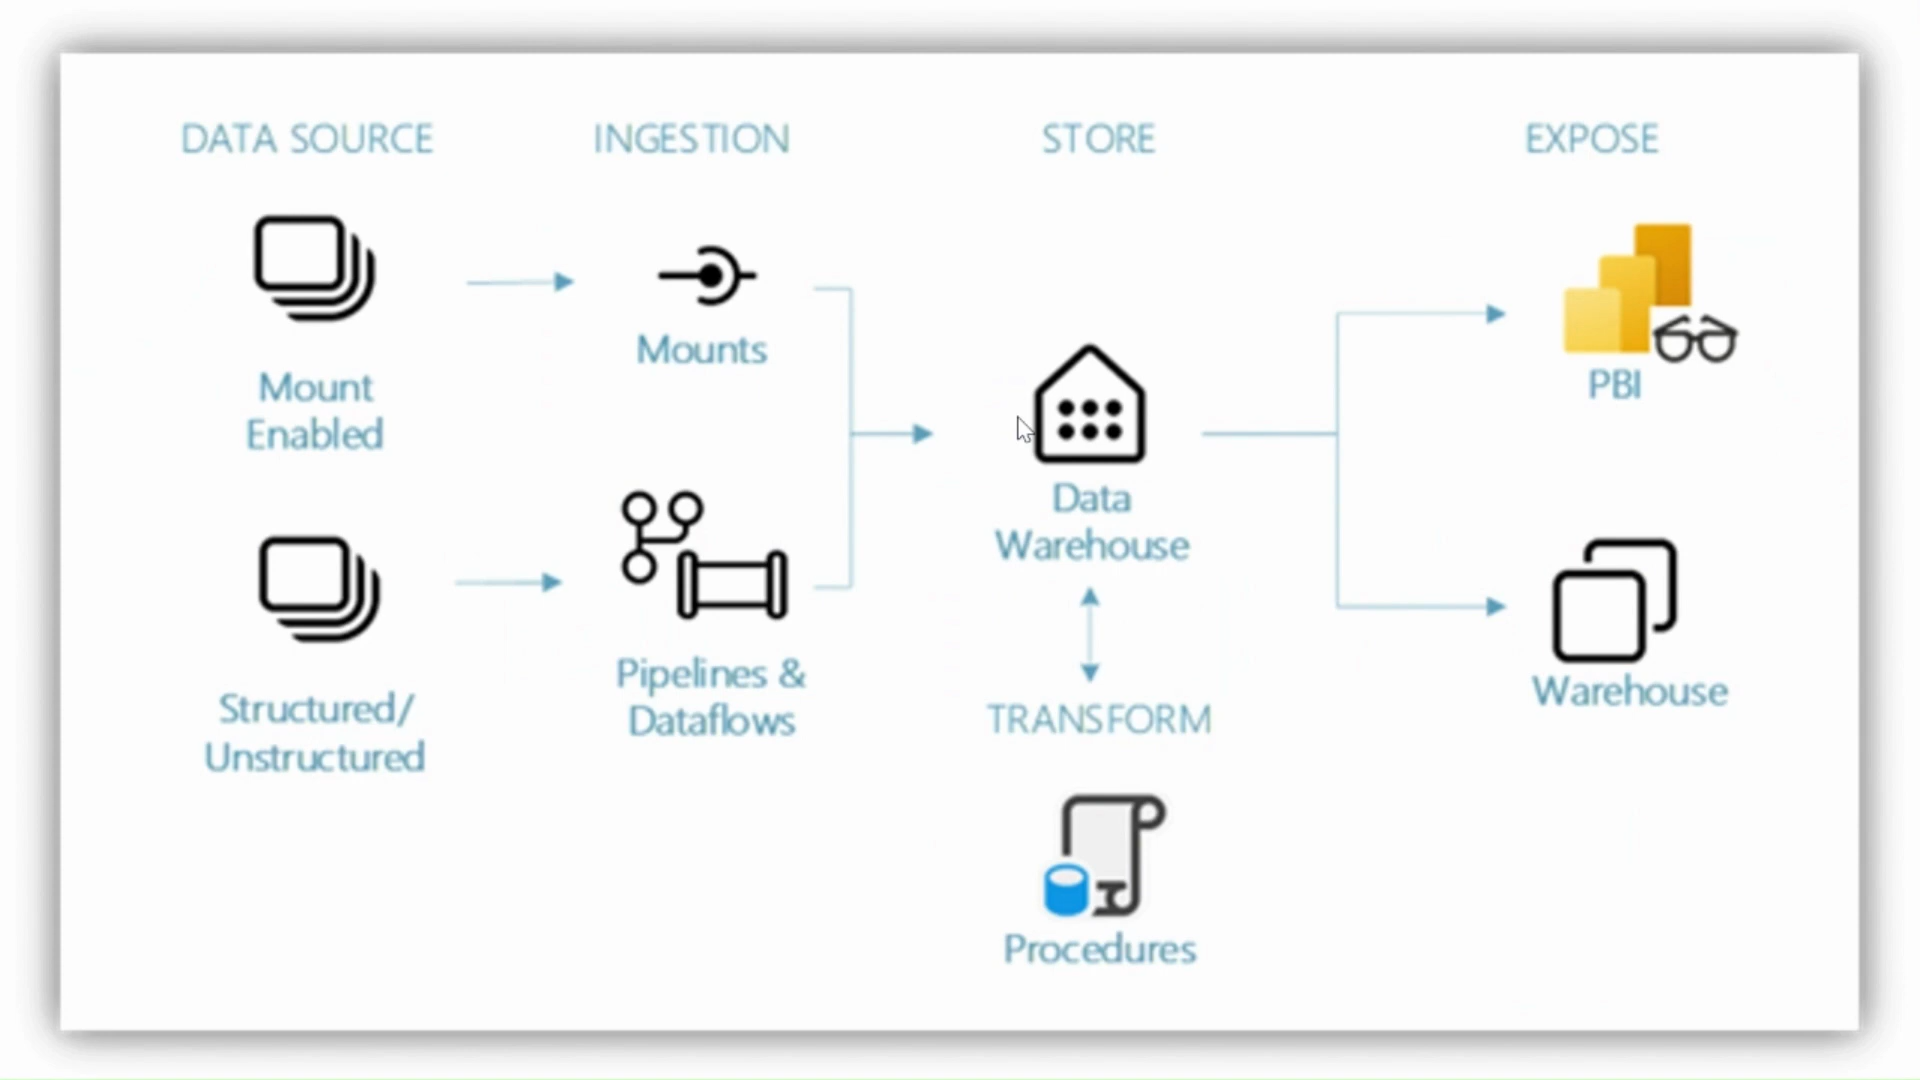 DATA SOURCE
INGESTION
STORE
EXPOSE
Mount
Enabled
Mounts
PBI
Data
Warehouse
Structured/
Unstructured
Pipelines &
Dataflows
TRANSFORM
Warehouse
Procedures